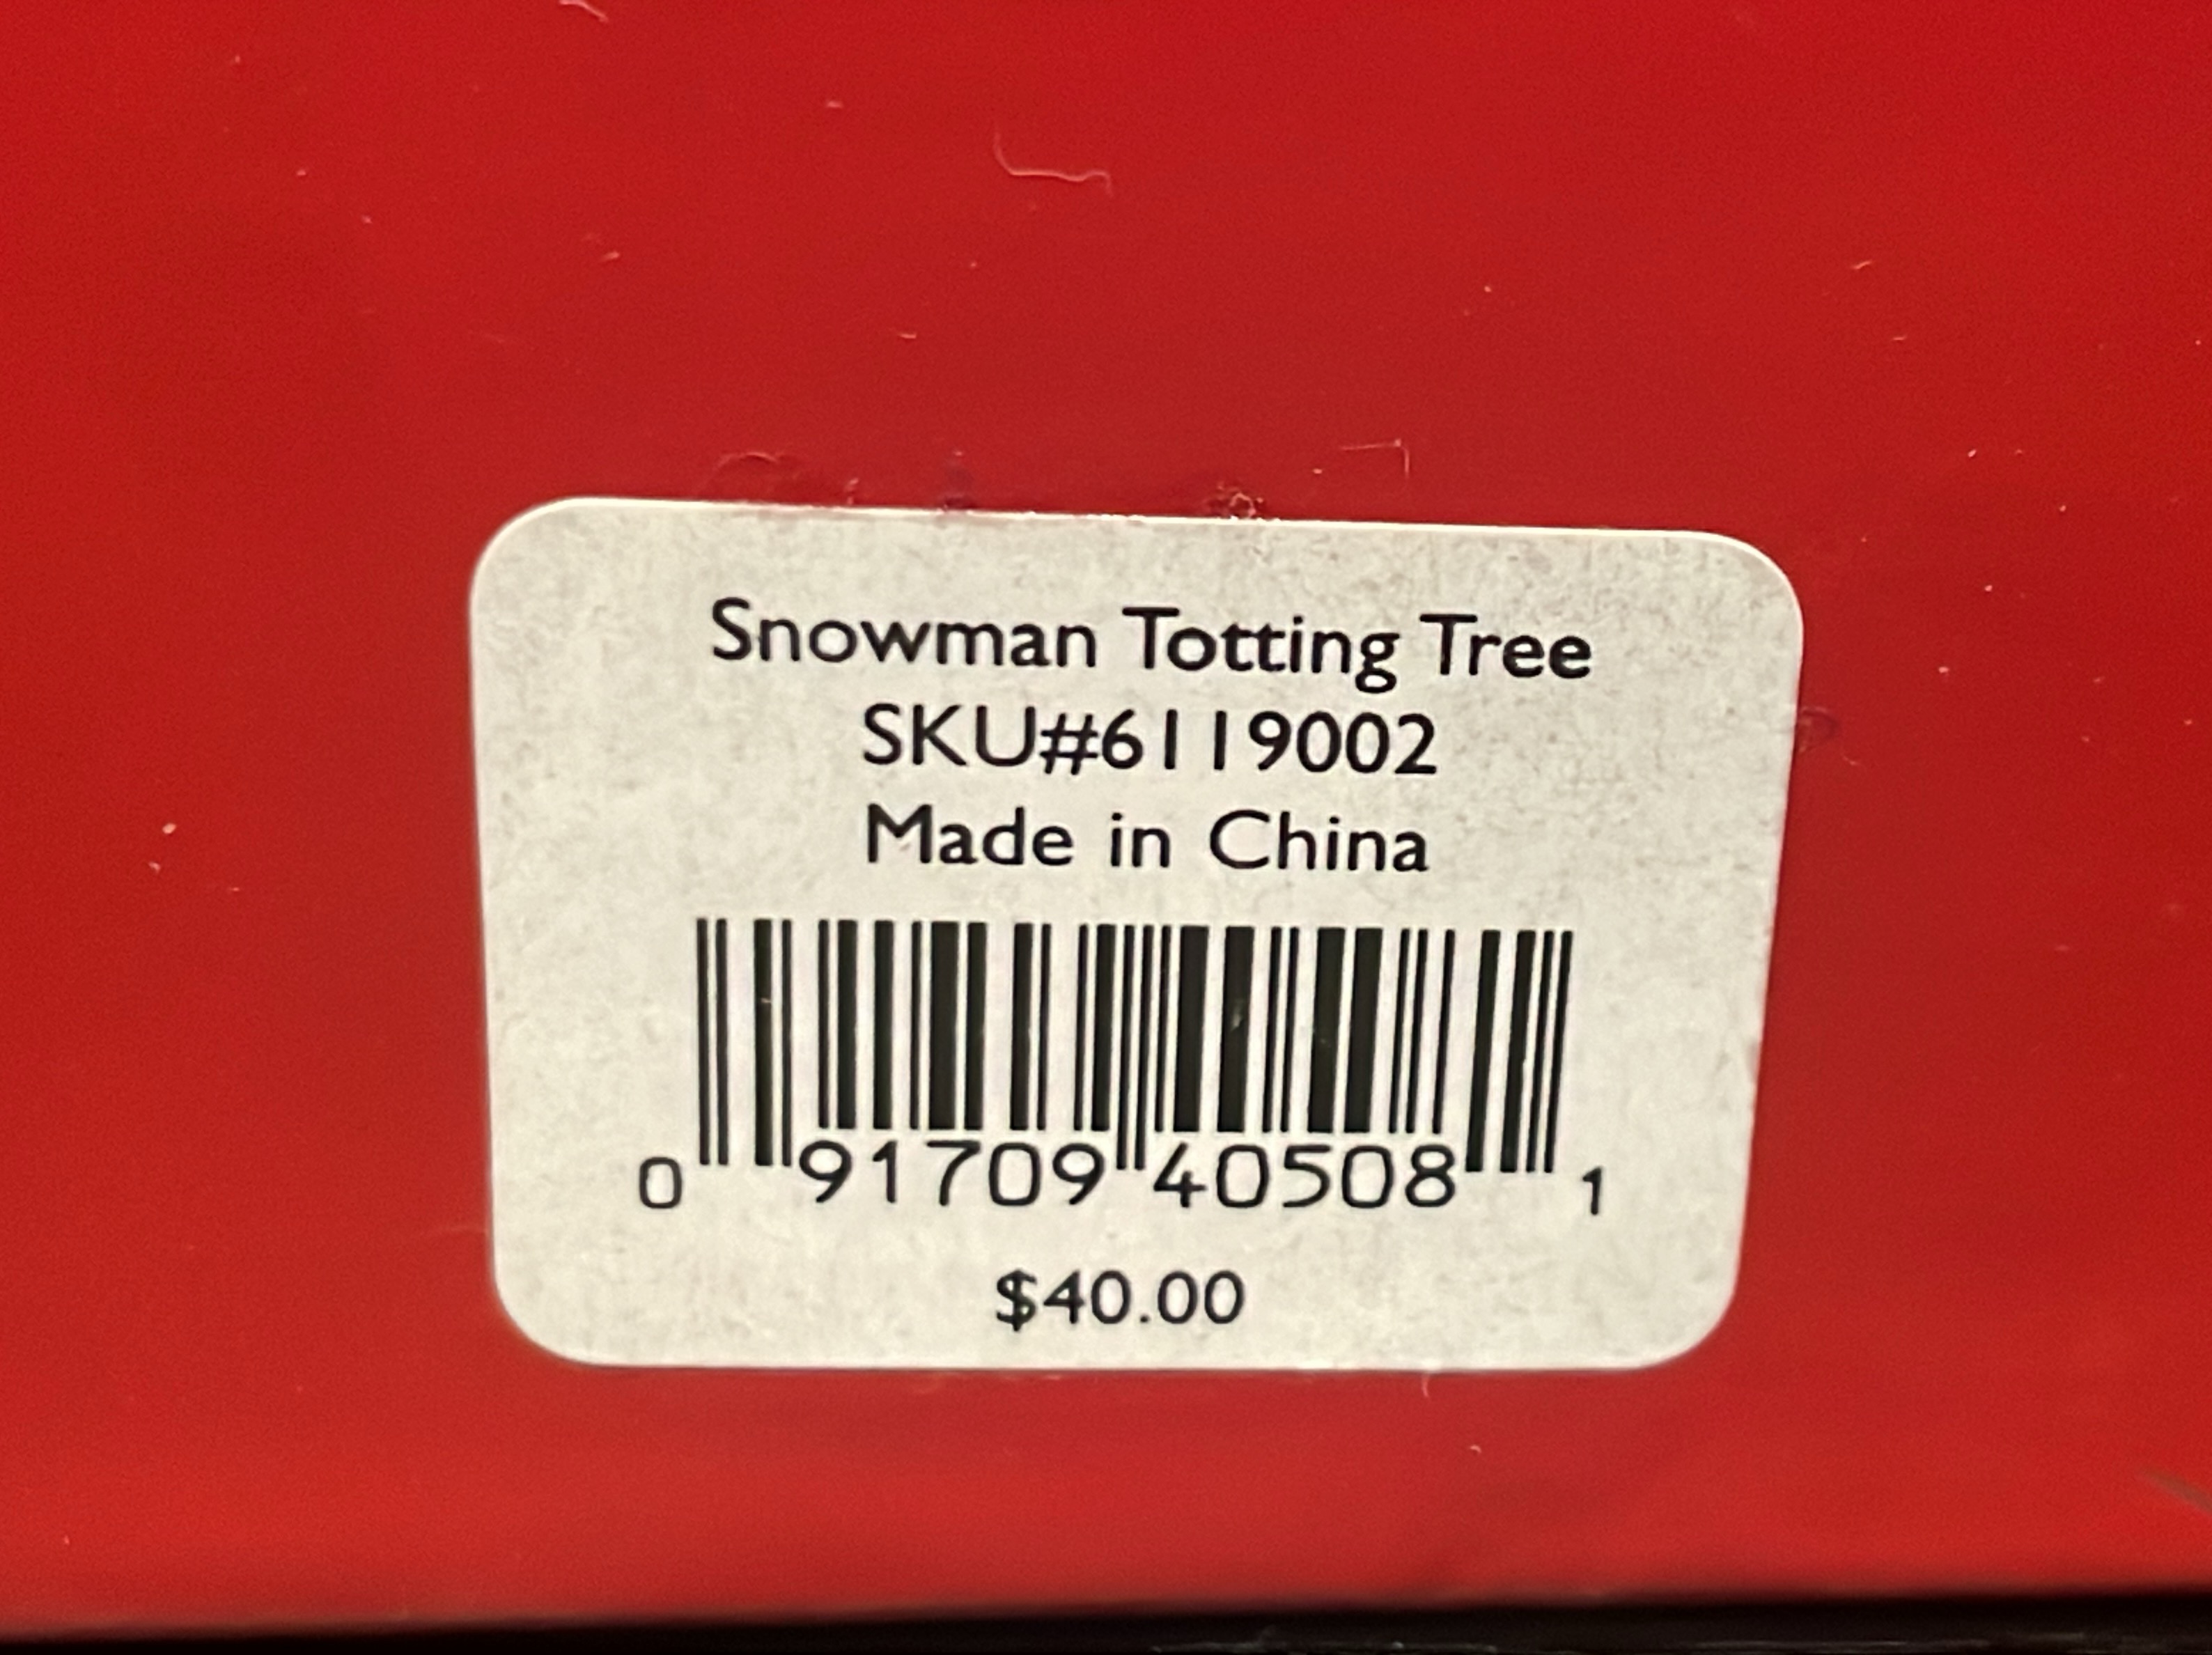 Snowman Totting Tree
SKU#6119002
Made in China
0 91709 40508 1
$40.00